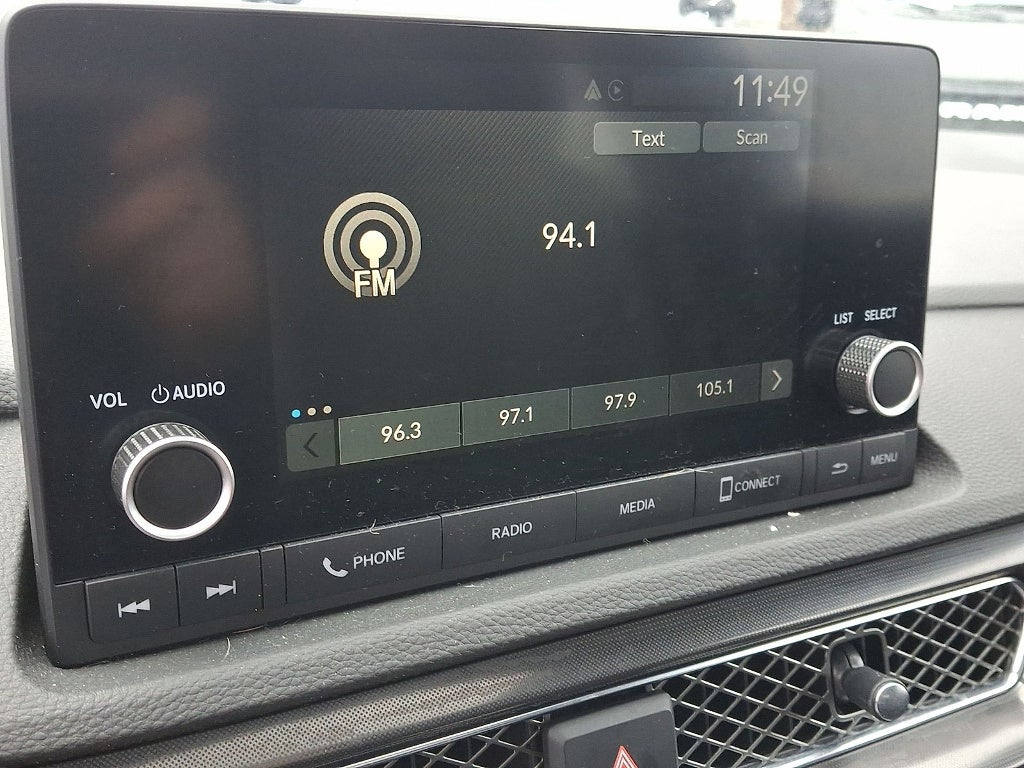 11:49
Text Scan
94.1
FM
LIST SELECT
VOL AUDIO
96.3 97.1 97.9 105.1
PHONE RADIO MEDIA CONNECT MENU